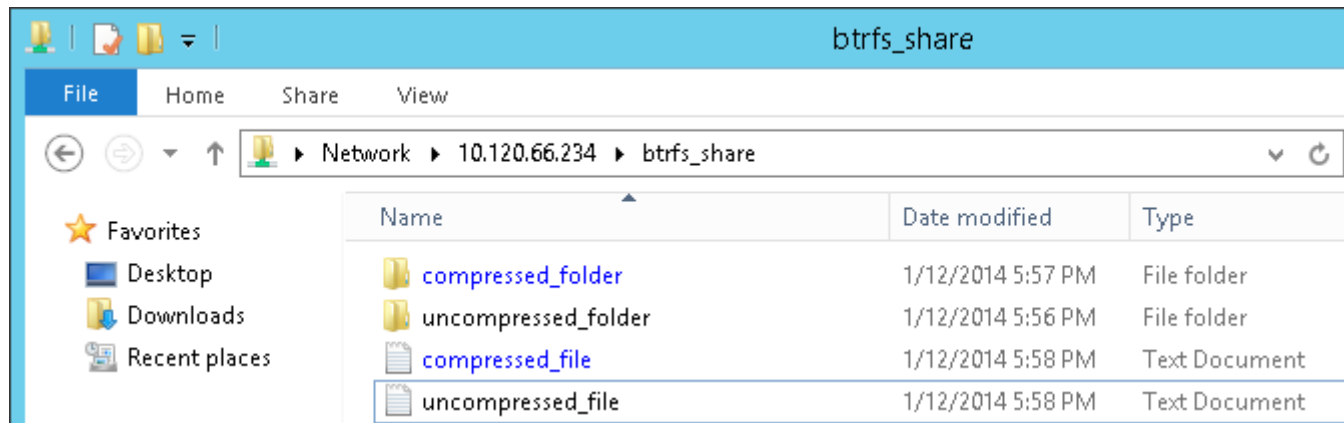 btrfs_share
File Home Share View
Network 10.120.66.234 btrfs_share
Name Date modified Type
Favorites
Desktop
Downloads
Recent places
compressed_folder 1/12/2014 5:57 PM File folder
uncompressed_folder 1/12/2014 5:56 PM File folder
compressed_file 1/12/2014 5:58 PM Text Document
uncompressed_file 1/12/2014 5:58 PM Text Document